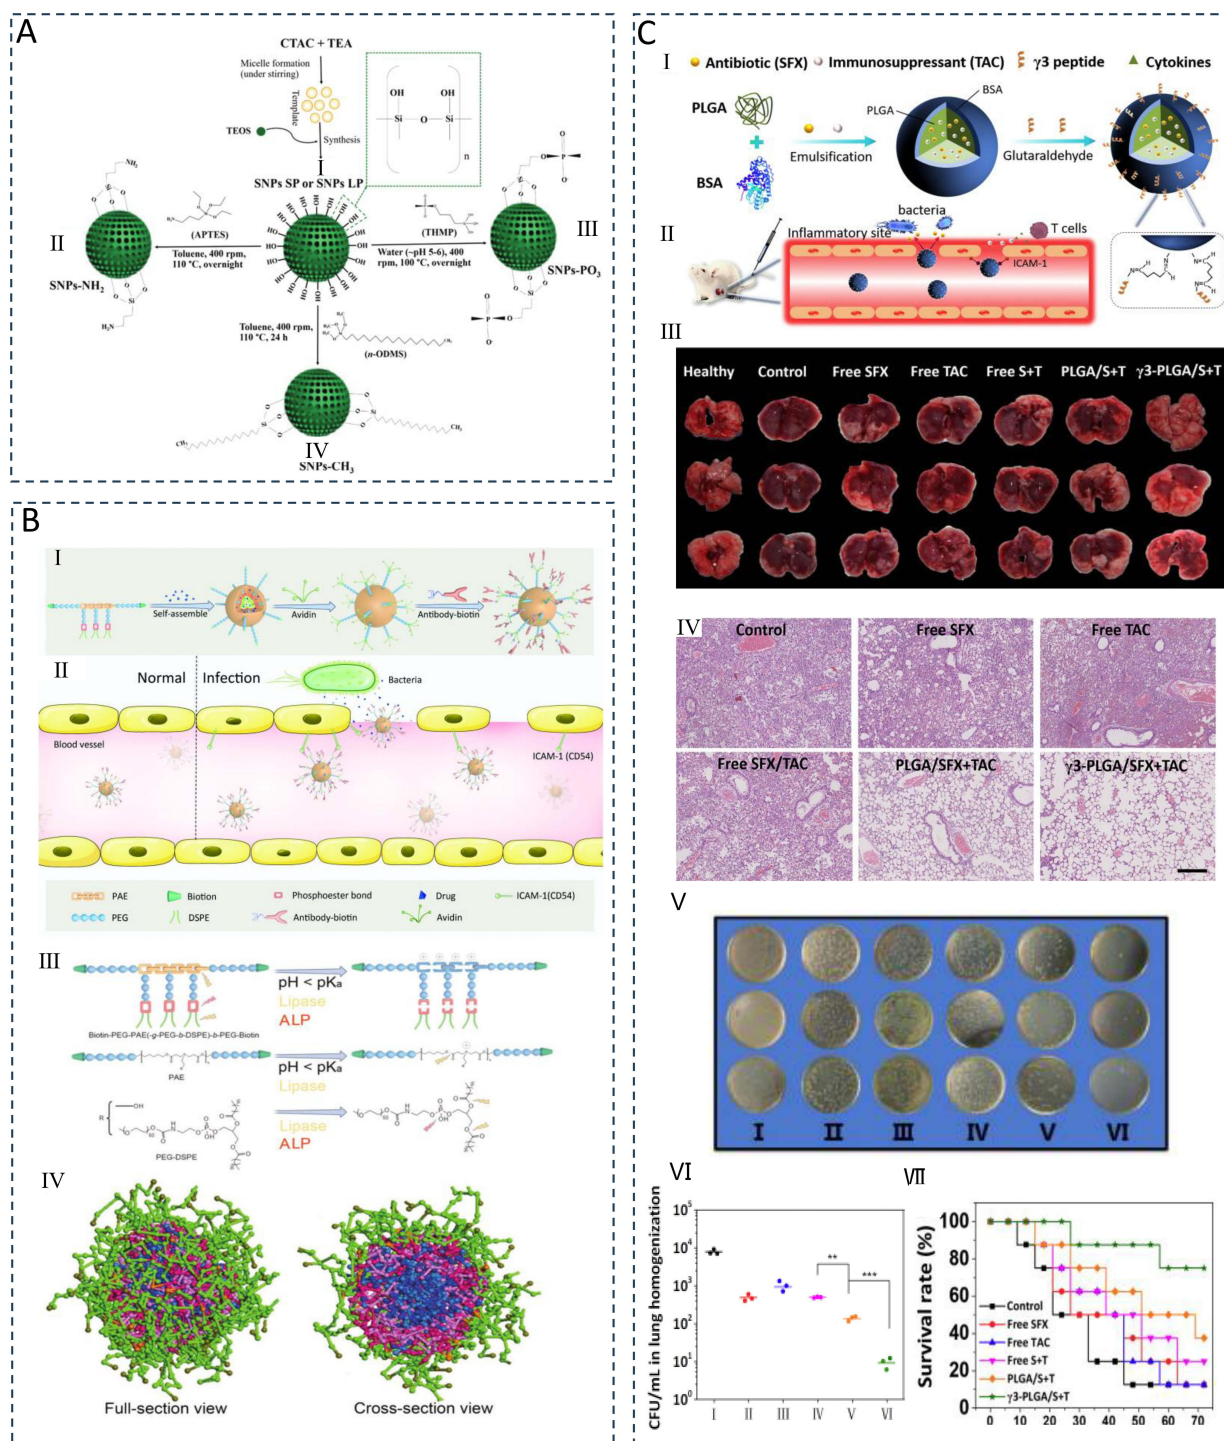 A
CTAC + TEA
Micelle formation
(under stirring)
Template
TEOS
Synthesis
I
SNPs SP or SNPs LP
OH OH
Si O Si
n
NH2
(APTES)
Toluene, 400 rpm,
110 °C, overnight
II
SNPs-NH2
H2N
HO
OH
(THMP)
Water (~pH 5-6), 400
rpm, 100 °C, overnight
III
SNPs-PO3
Toluene, 400 rpm,
110 °C, 24 h
(n-ODMS)
CH3
CH3
IV
SNPs-CH3
B
I
Self-assemble
Avidin
Antibody-biotin
II
Normal
Infection
Bacteria
Blood vessel
ICAM-1 (CD54)
PAE
Biotion
Phosphoester bond
Drug
ICAM-1(CD54)
PEG
DSPE
Antibody-biotin
Avidin
III
pH < pKa
Lipase
ALP
Biotin-PEG-PAE(-g-PEG-b-DSPE)-b-PEG-Biotin
PAE
pH < pKa
Lipase
R
OH
PEG-DSPE
Lipase
ALP
IV
Full-section view
Cross-section view
C
I
Antibiotic (SFX)
Immunosuppressant (TAC)
γ3 peptide
Cytokines
PLGA
BSA
Emulsification
PLGA
BSA
Glutaraldehyde
II
Inflammatory site
bacteria
T cells
ICAM-1
III
Healthy Control Free SFX Free TAC Free S+T PLGA/S+T γ3-PLGA/S+T
IV
Control
Free SFX
Free TAC
Free SFX/TAC
PLGA/SFX+TAC
γ3-PLGA/SFX+TAC
V
I II III IV V VI
VI
CFU/mL in lung homogenization
10^5
10^4
10^3
10^2
10^1
10^0
**
***
I II III IV V VI
VII
Survival rate (%)
100
80
60
40
20
0
Control
Free SFX
Free TAC
Free S+T
PLGA/S+T
γ3-PLGA/S+T
0 10 20 30 40 50 60 70